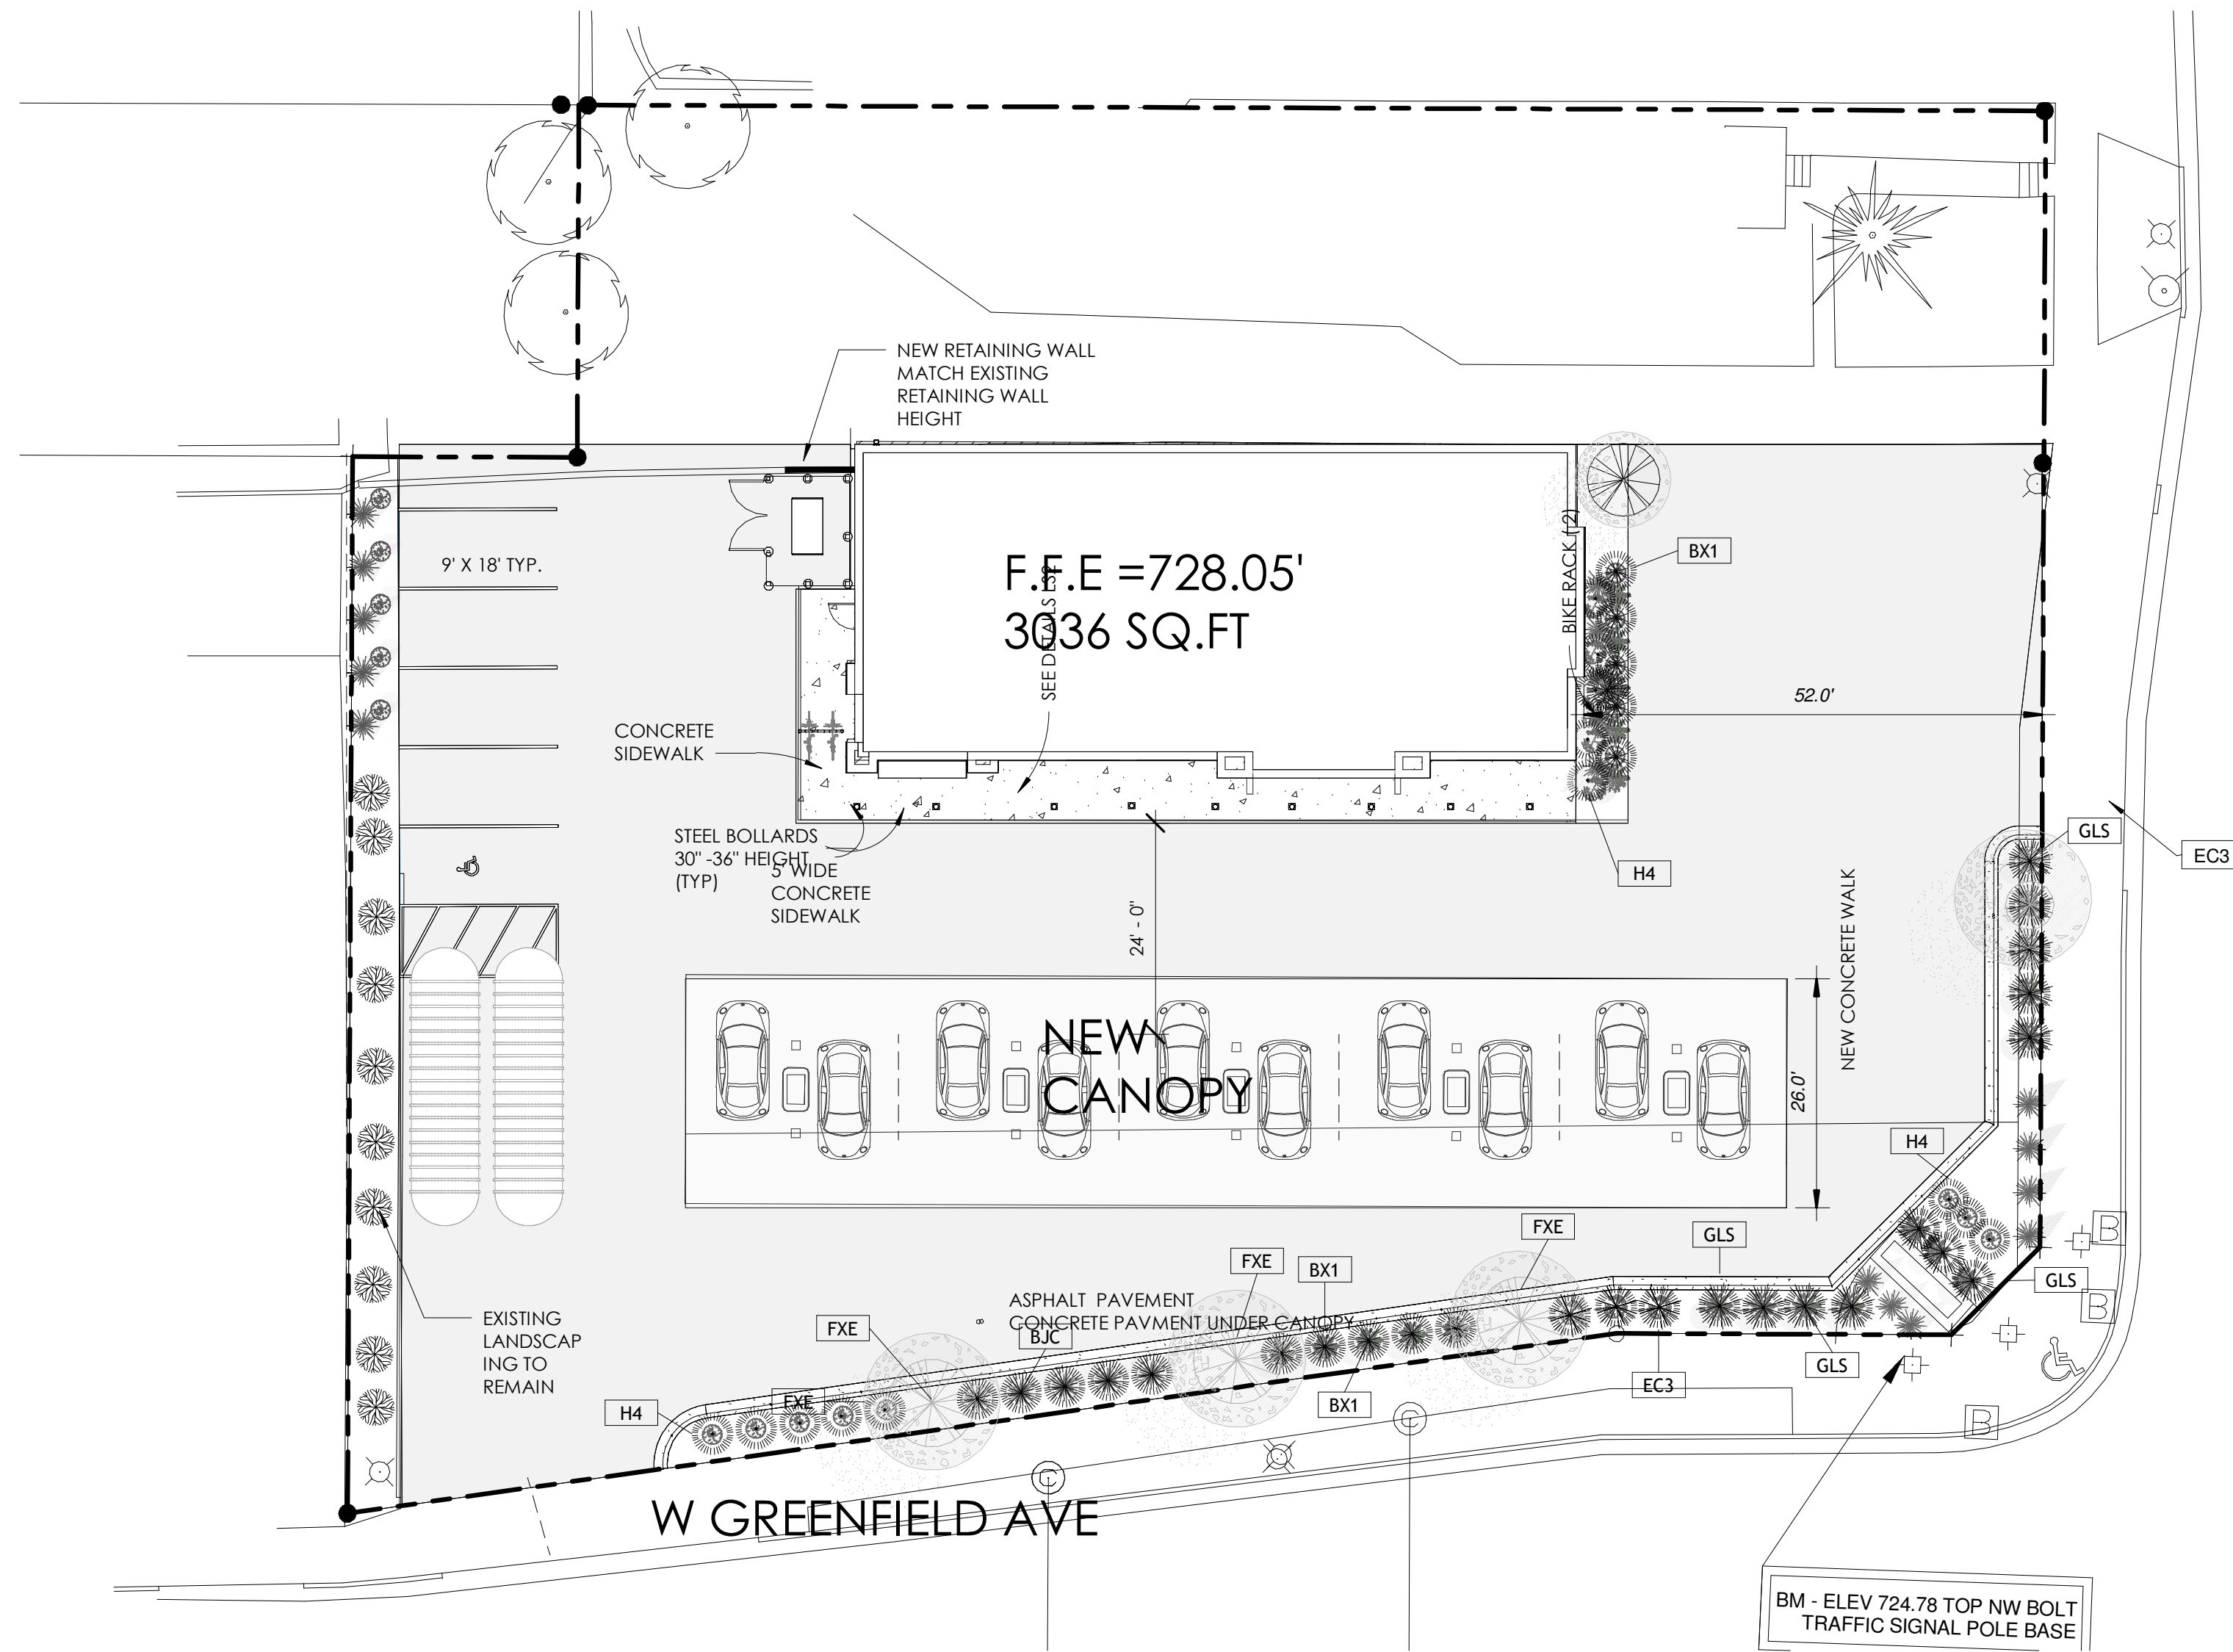 NEW RETAINING WALL
MATCH EXISTING
RETAINING WALL
HEIGHT
9' X 18' TYP.
F.F.E =728.05'
3036 SQ.FT
SEE DETAILS LS2
BIKE RACK (2)
BX1
52.0'
CONCRETE
SIDEWALK
STEEL BOLLARDS
30" -36" HEIGHT
(TYP)
5' WIDE
CONCRETE
SIDEWALK
H4
GLS
EC3
24' - 0"
NEW CONCRETE WALK
NEW
CANOPY
26.0'
H4
FXE
GLS
FXE
BX1
GLS
B
B
ASPHALT PAVEMENT
CONCRETE PAVMENT UNDER CANOPY
FXE
BJC
EXISTING
LANDSCAP
ING TO
REMAIN
GLS
EC3
BX1
FXE
H4
B
C
C
W GREENFIELD AVE
BM - ELEV 724.78 TOP NW BOLT
TRAFFIC SIGNAL POLE BASE